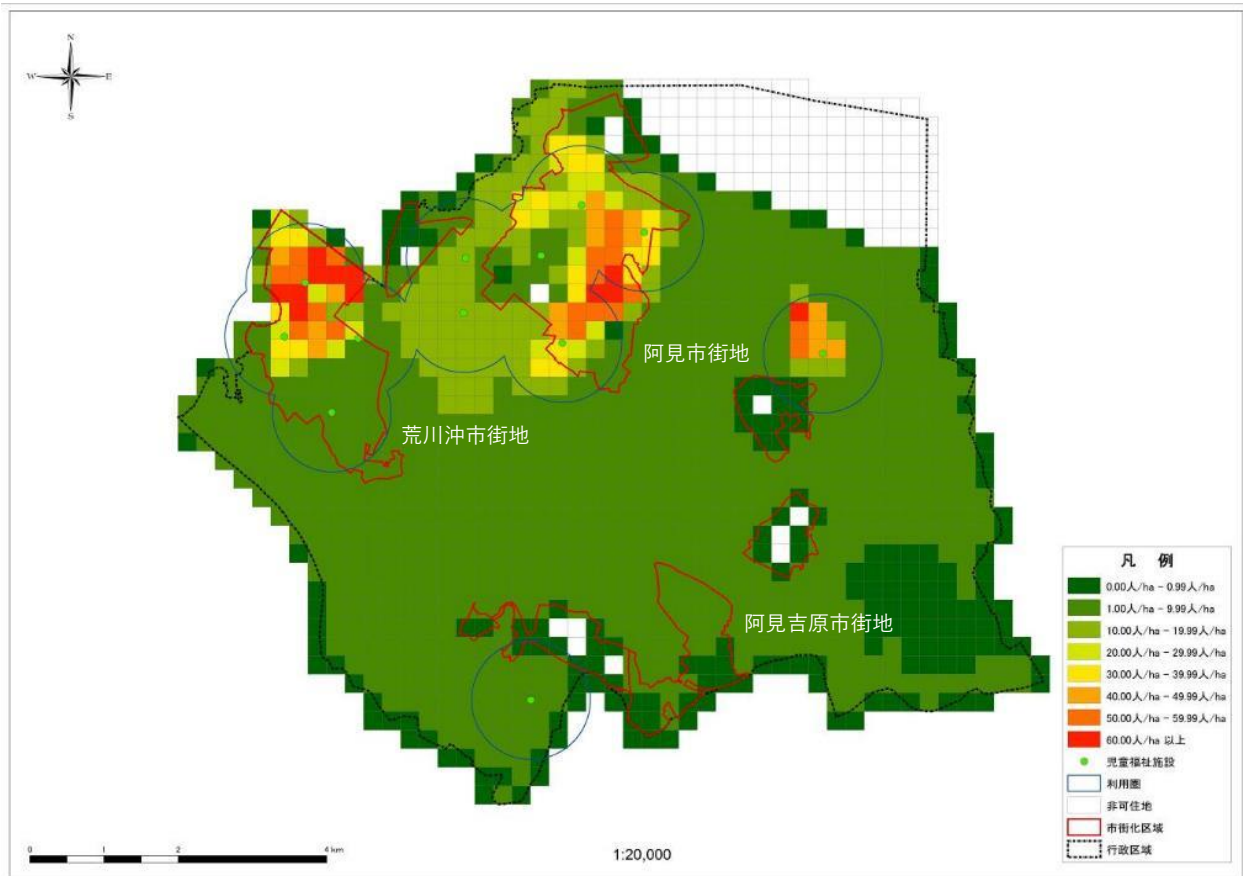 N
W E
S
阿見市街地
荒川沖市街地
阿見吉原市街地
凡 例
0.00人/ha - 0.99人/ha
1.00人/ha - 9.99人/ha
10.00人/ha - 19.99人/ha
20.00人/ha - 29.99人/ha
30.00人/ha - 39.99人/ha
40.00人/ha - 49.99人/ha
50.00人/ha - 59.99人/ha
60.00人/ha 以上
児童福祉施設
利用圏
非可住地
市街化区域
行政区域
0 1 2 4 km
1:20,000